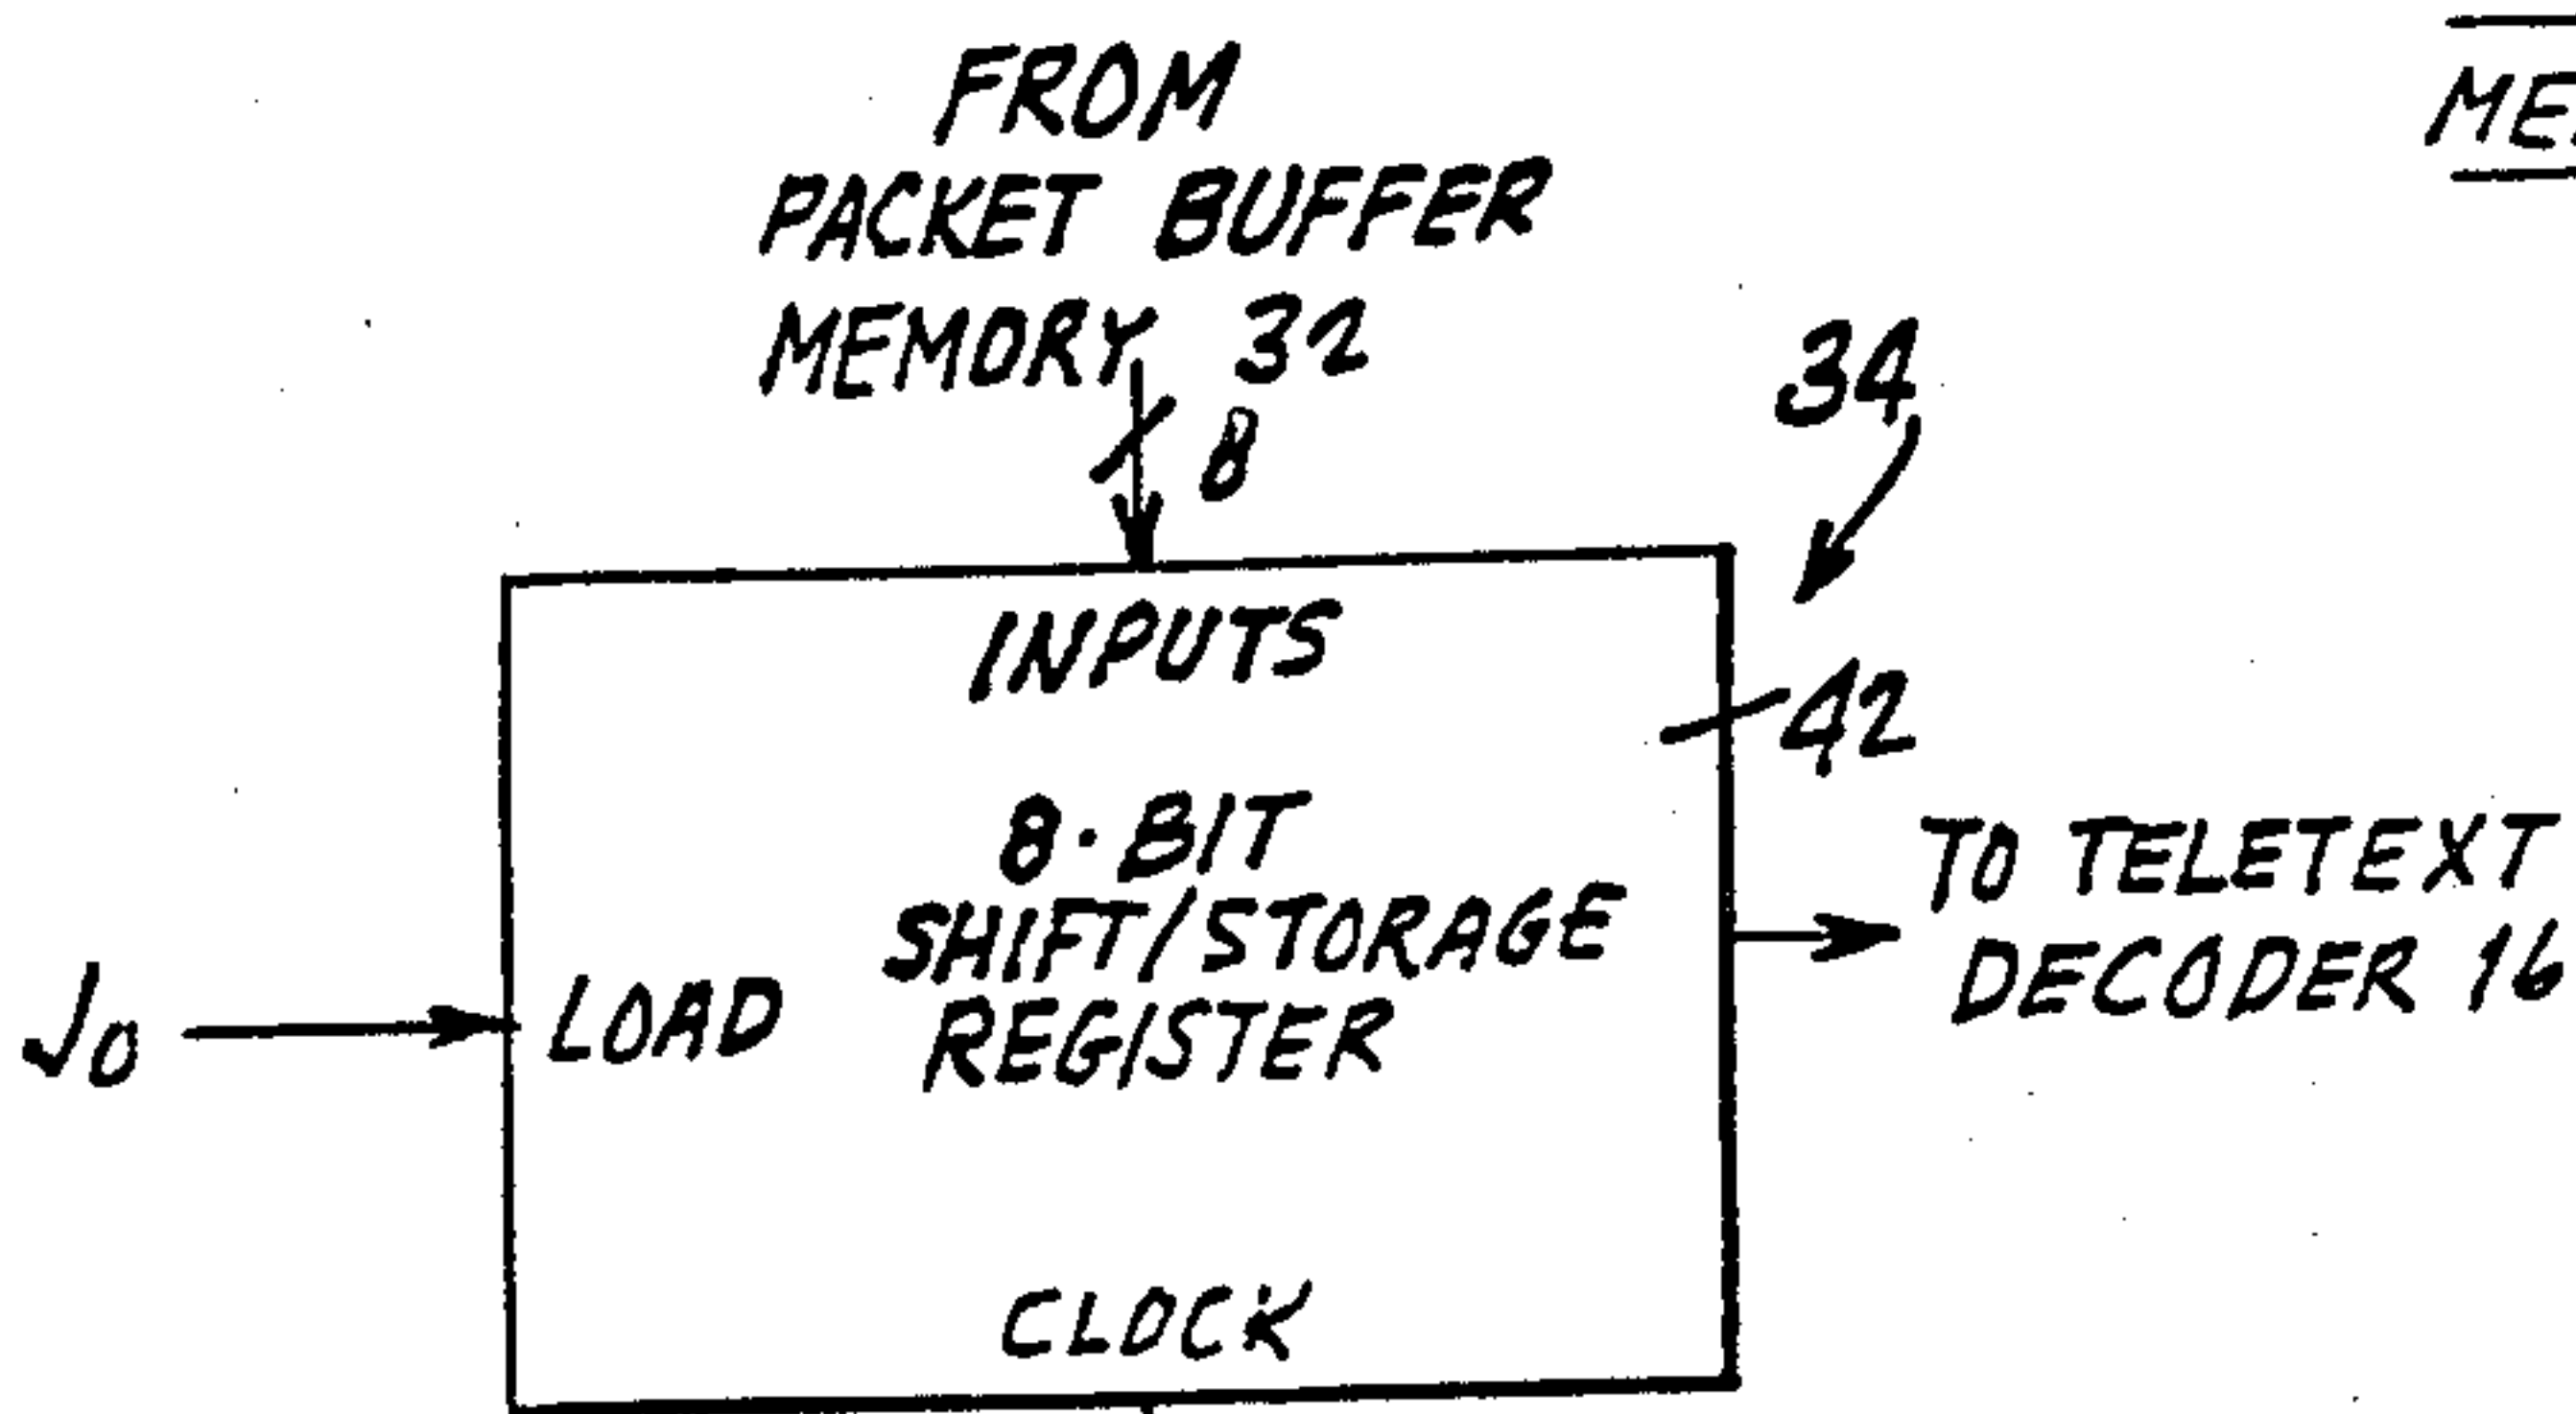 FROM
PACKET BUFFER
MEMORY 32
8
34
INPUTS
42
8-BIT
SHIFT/STORAGE
REGISTER
TO TELETEXT
DECODER 16
J0
LOAD
CLOCK